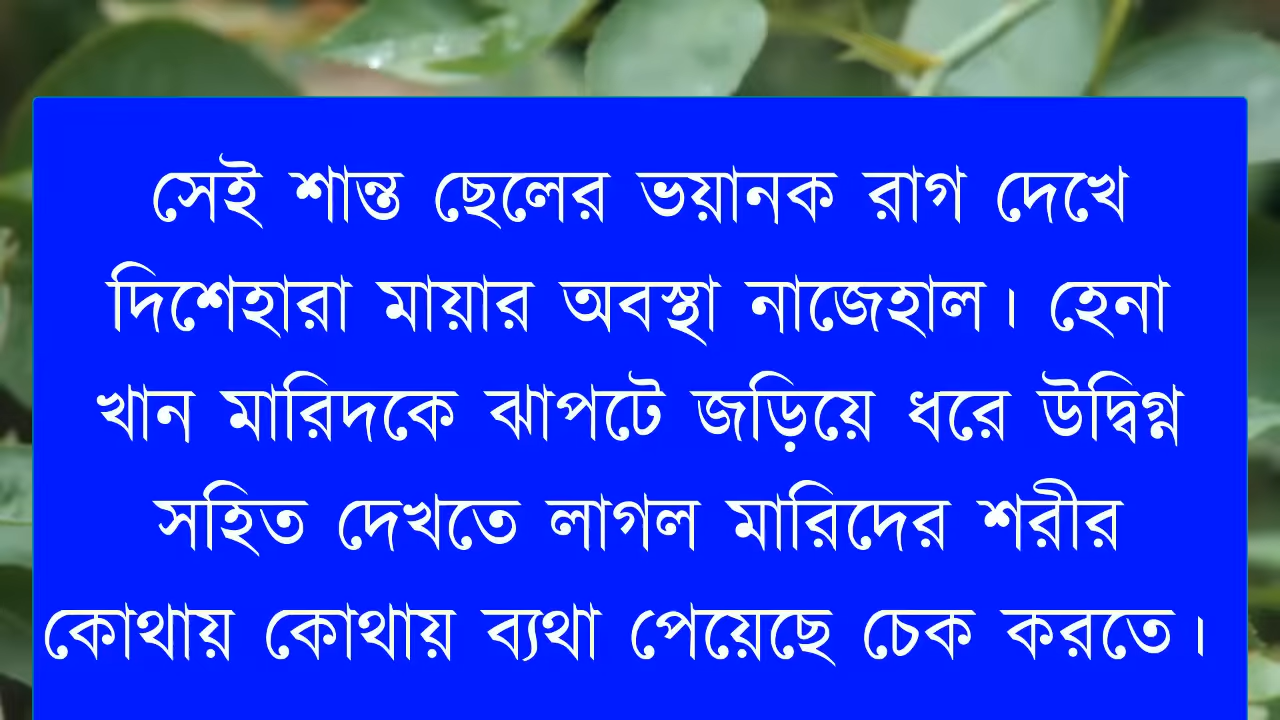 সেই শান্ত ছেলের ভয়ানক রাগ দেখে
দিশেহারা মায়ার অবস্থা নাজেহাল। হেনা
খান মারিদকে ঝাপটে জড়িয়ে ধরে উদ্বিগ্ন
সহিত দেখতে লাগল মারিদের শরীর
কোথায় কোথায় ব্যথা পেয়েছে চেক করতে।